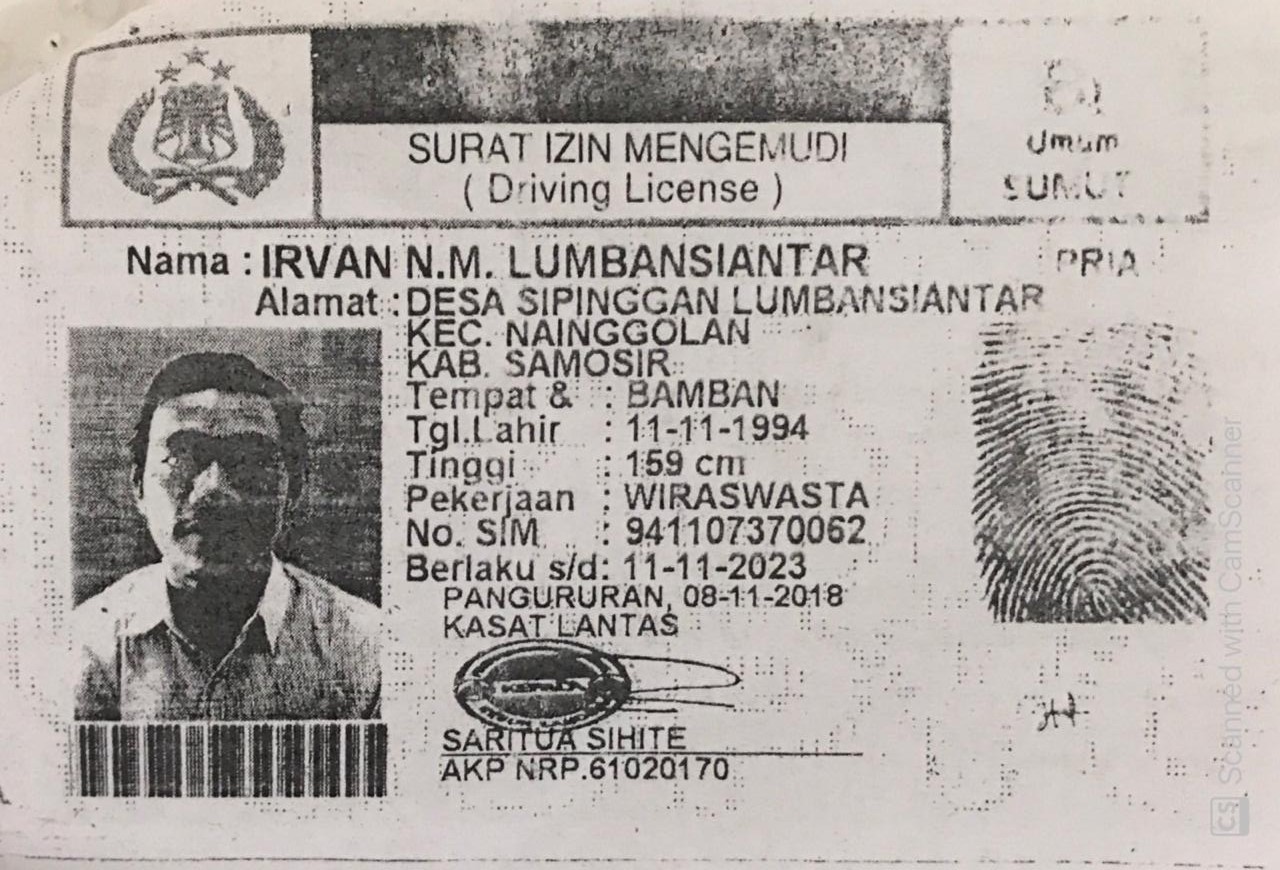 SURAT IZIN MENGEMUDI
( Driving License )
Umum
SUMUT
Nama : IRVAN N.M. LUMBANSIANTAR
PRIA
Alamat : DESA SIPINGGAN LUMBANSIANTAR
KEC. NAINGGOLAN
KAB. SAMOSIR
Tempat & : BAMBAN
Tgl.Lahir : 11-11-1994
Tinggi : 159 cm
Pekerjaan : WIRASWASTA
No. SIM : 941107370062
Berlaku s/d: 11-11-2023
PANGURURAN, 08-11-2018
KASAT LANTAS
SARITUA SIHITE
AKP NRP.61020170
CS Scanned with CamScanner